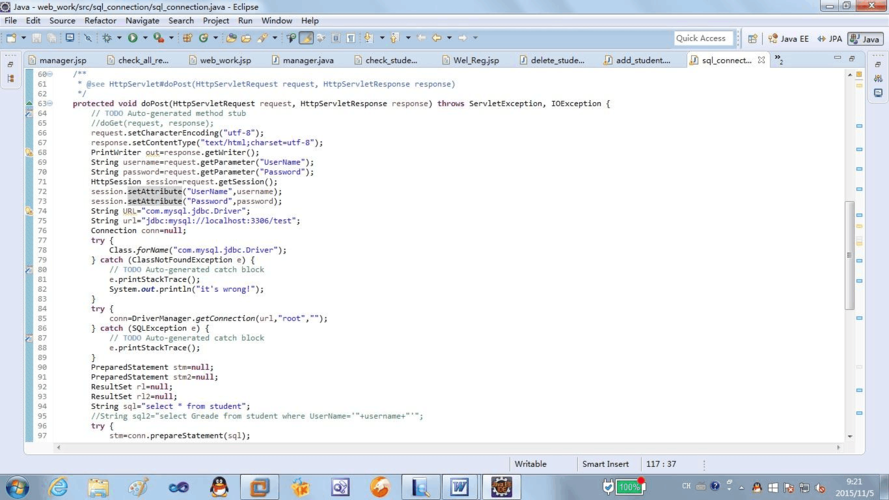 Java - web_work/src/sql_connection/sql_connection.java - Eclipse
File Edit Source Refactor Navigate Search Project Run Window Help
Quick Access Java EE JPA Java
manager.jsp check_all_re... web_work.jsp manager.java check_stude... Wel_Reg.jsp delete_stude... add_student.... sql_connect... »2
60 /**
61 * @see HttpServlet#doPost(HttpServletRequest request, HttpServletResponse response)
62 */
63 protected void doPost(HttpServletRequest request, HttpServletResponse response) throws ServletException, IOException {
64 // TODO Auto-generated method stub
65 //doGet(request, response);
66 request.setCharacterEncoding("utf-8");
67 response.setContentType("text/html;charset=utf-8");
68 PrintWriter out=response.getWriter();
69 String username=request.getParameter("UserName");
70 String password=request.getParameter("Password");
71 HttpSession session=request.getSession();
72 session.setAttribute("UserName",username);
73 session.setAttribute("Password",password);
74 String URL="com.mysql.jdbc.Driver";
75 String url="jdbc:mysql://localhost:3306/test";
76 Connection conn=null;
77 try {
78 Class.forName("com.mysql.jdbc.Driver");
79 } catch (ClassNotFoundException e) {
80 // TODO Auto-generated catch block
81 e.printStackTrace();
82 System.out.println("it's wrong!");
83 }
84 try {
85 conn=DriverManager.getConnection(url,"root","");
86 } catch (SQLException e) {
87 // TODO Auto-generated catch block
88 e.printStackTrace();
89 }
90 PreparedStatement stm=null;
91 PreparedStatement stm2=null;
92 ResultSet rl=null;
93 ResultSet rl2=null;
94 String sql="select * from student";
95 //String sql2="select Greade from student where UserName='"+username+"'";
96 try {
97 stm=conn.prepareStatement(sql);
Writable Smart Insert 117 : 37
100% CH 9:21
2015/11/5